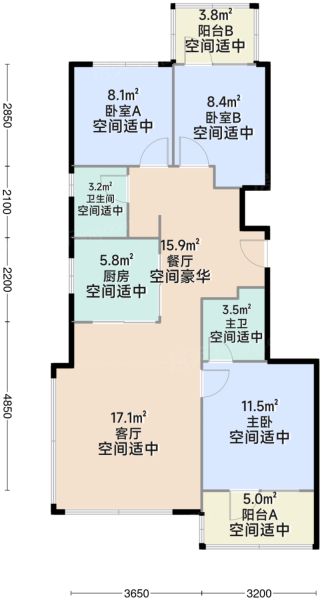 3.8㎡
阳台B
空间适中
8.1㎡
卧室A
空间适中
8.4㎡
卧室B
空间适中
3.2㎡
卫生间
空间适中
15.9㎡
餐厅
空间豪华
5.8㎡
厨房
空间适中
3.5㎡
主卫
空间适中
17.1㎡
客厅
空间适中
11.5㎡
主卧
空间适中
5.0㎡
阳台A
空间适中
2850
2100
2200
4850
3650
3200